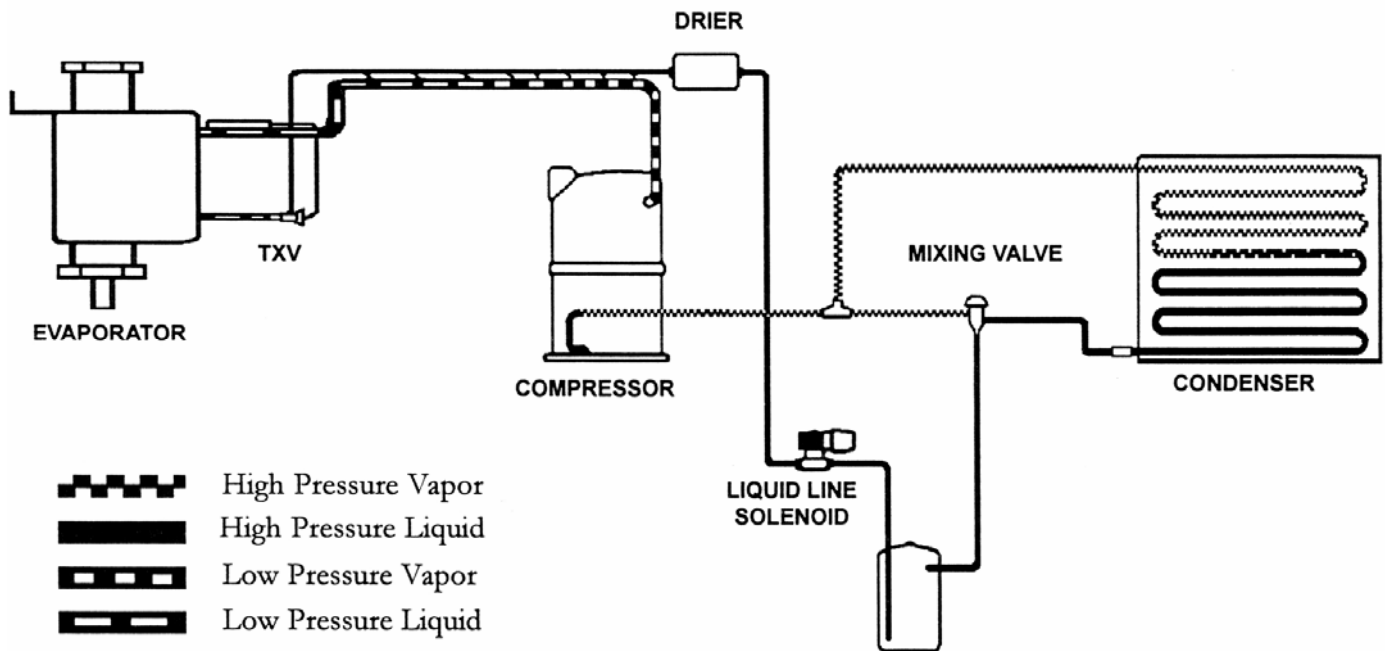 DRIER
TXV
MIXING VALVE
EVAPORATOR
COMPRESSOR
CONDENSER
LIQUID LINE
SOLENOID
High Pressure Vapor
High Pressure Liquid
Low Pressure Vapor
Low Pressure Liquid